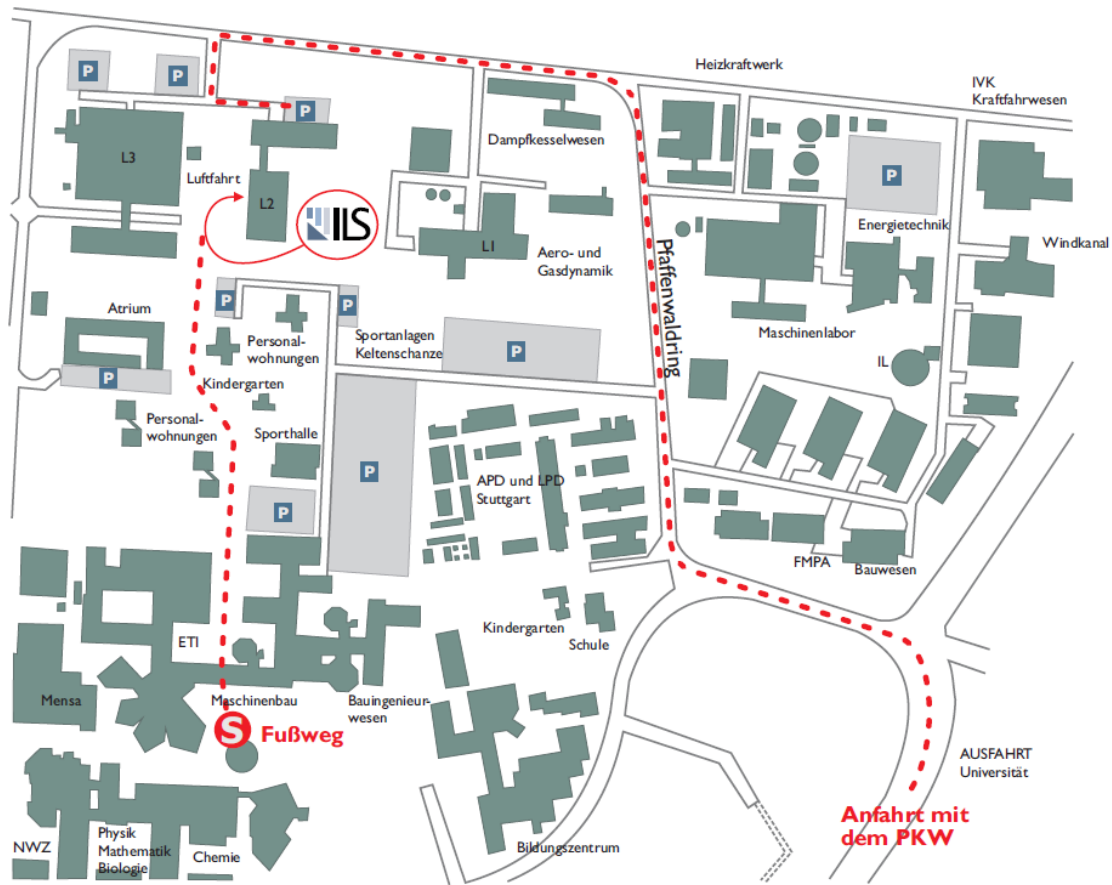 Heizkraftwerk
IVK
Kraftfahrwesen
P
P
P
Dampfkesselwesen
L3
Luftfahrt
L2
ILS
L1
Aero- und
Gasdynamik
Pfaffenwaldring
P
Energietechnik
Windkanal
P
P
Atrium
Personal-
wohnungen
Sportanlagen
Keltenschanze
P
Maschinenlabor
IL
P
Kindergarten
Personal-
wohnungen
Sporthalle
P
P
APD und LPD
Stuttgart
FMPA
Bauwesen
ETI
Kindergarten
Schule
Mensa
Maschinenbau
Bauingenieur-
wesen
S Fußweg
AUSFAHRT
Universität
Anfahrt mit
dem PKW
NWZ
Physik
Mathematik
Biologie
Chemie
Bildungszentrum